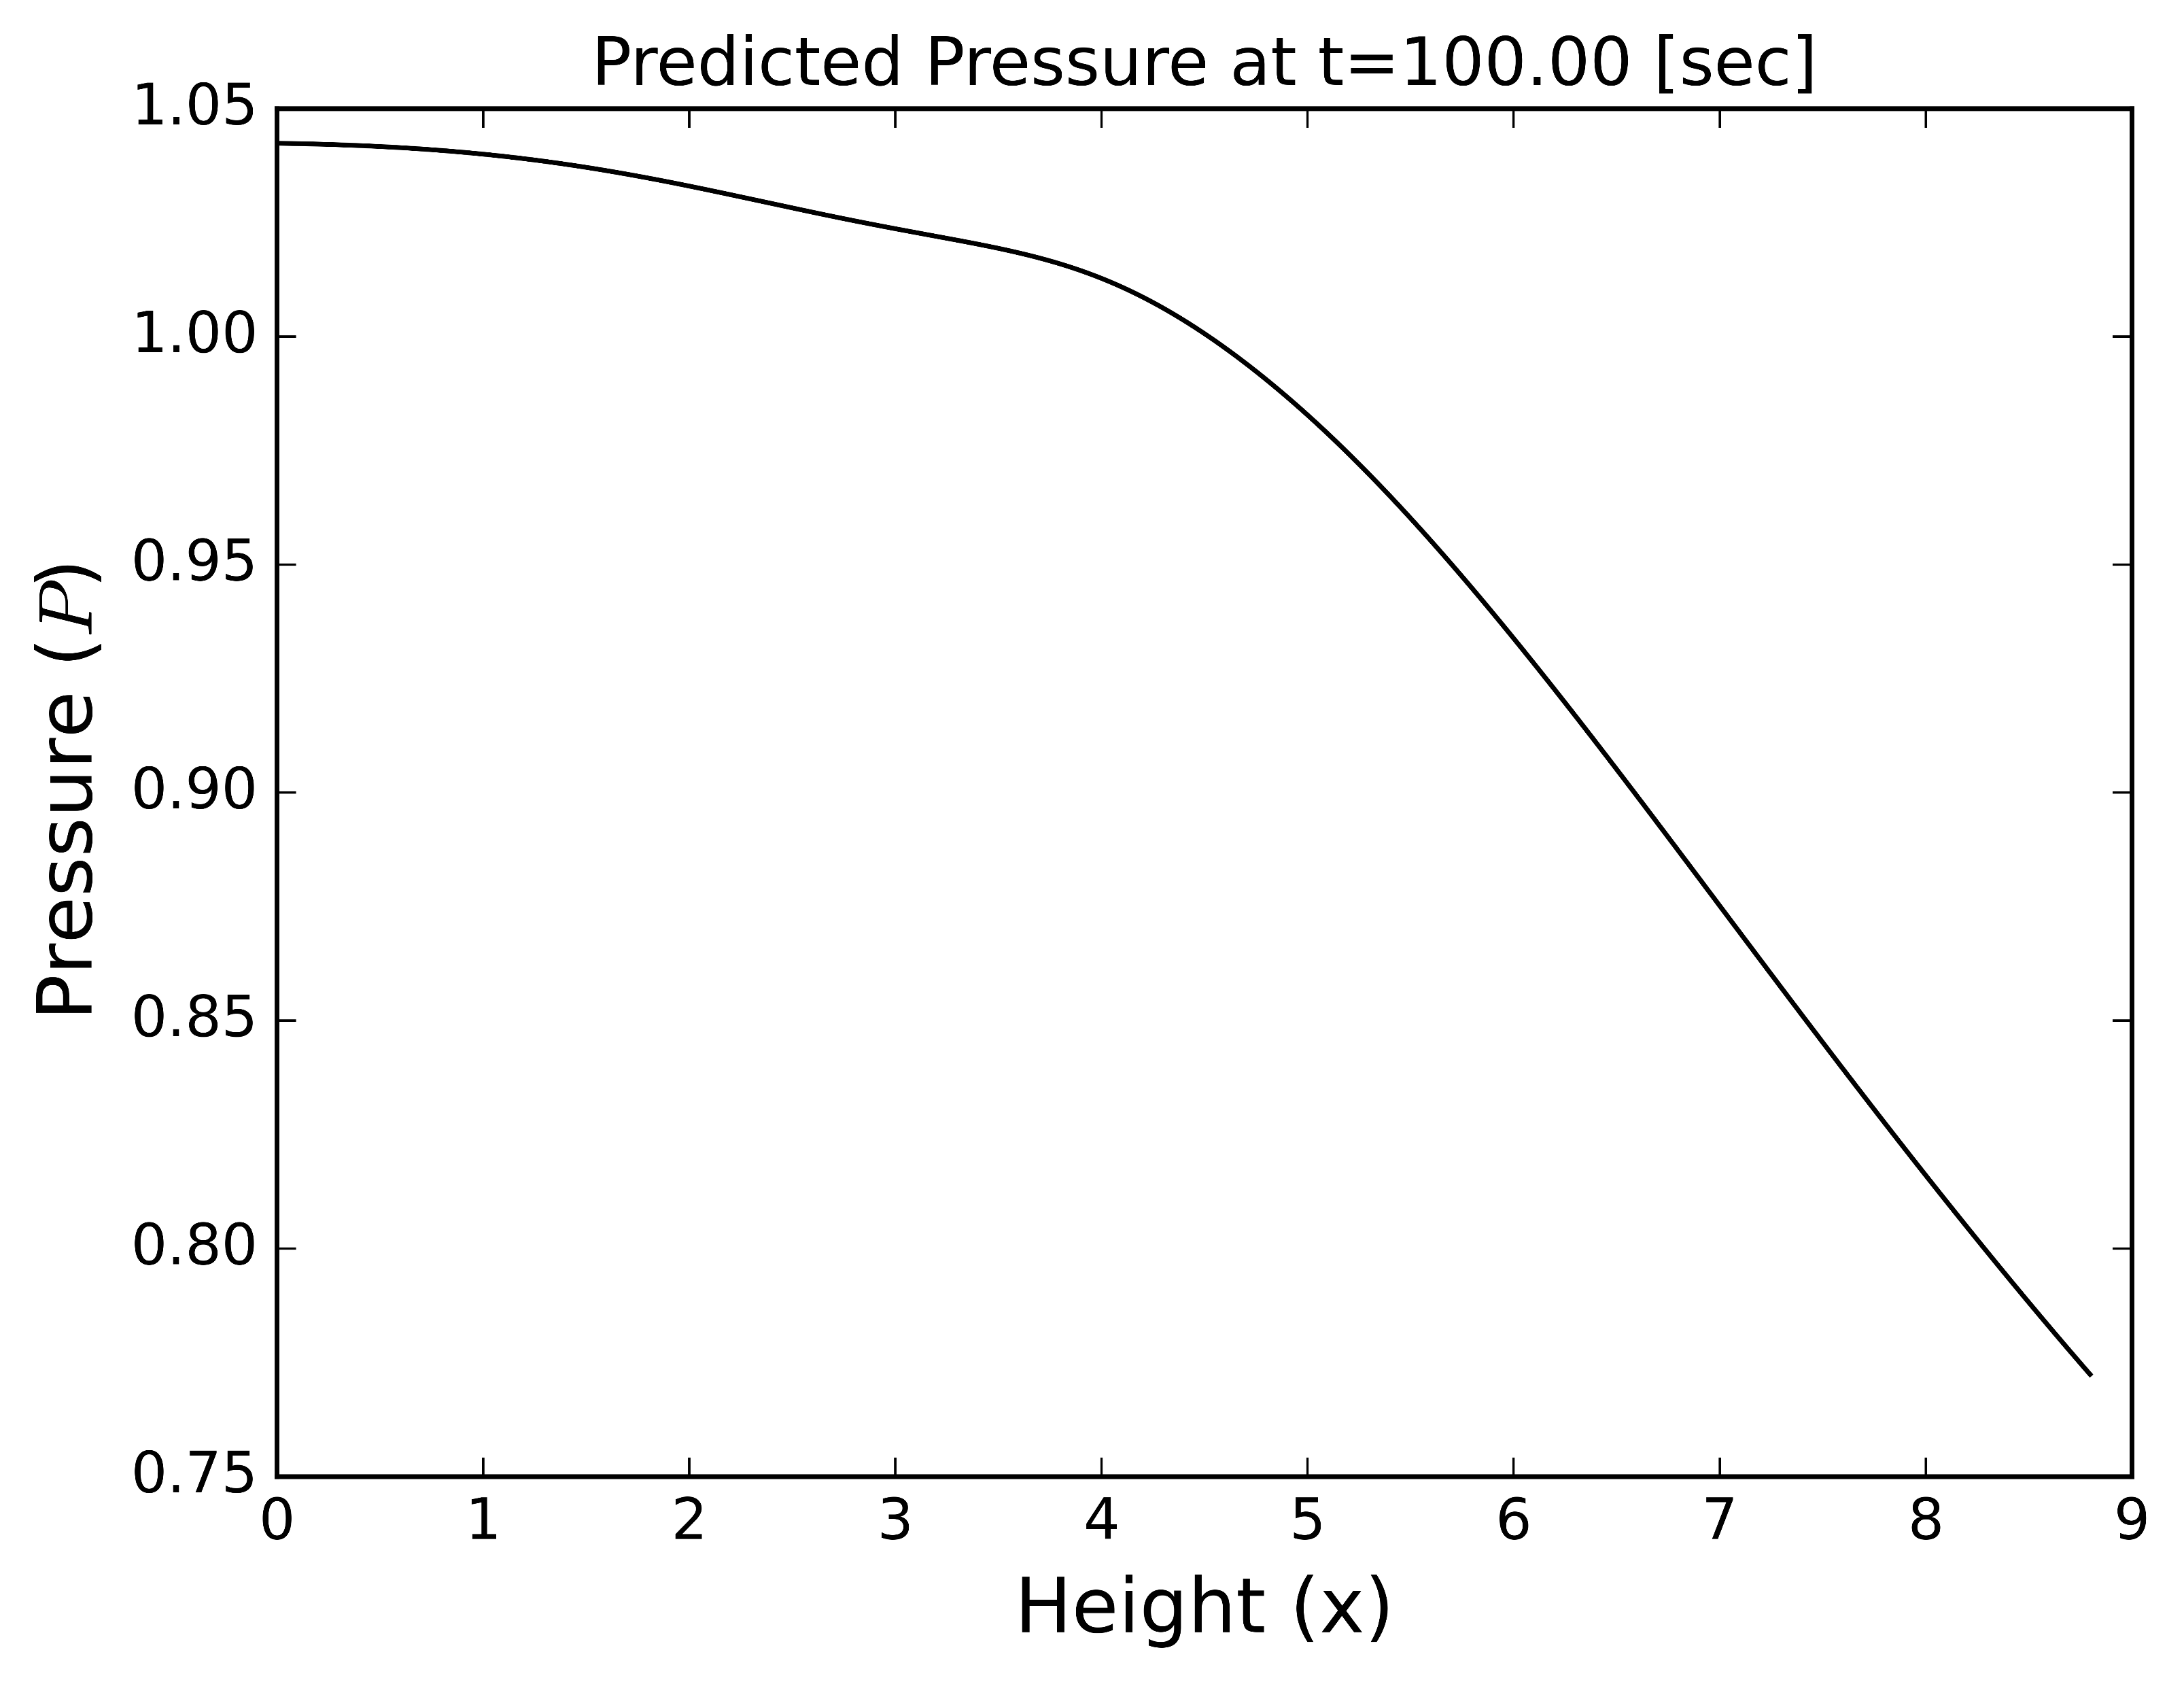 Predicted Pressure at t=100.00 [sec]
1.05
1.00
0.95
0.90
0.85
0.80
0.75
Pressure (P)
0 1 2 3 4 5 6 7 8 9
Height (x)